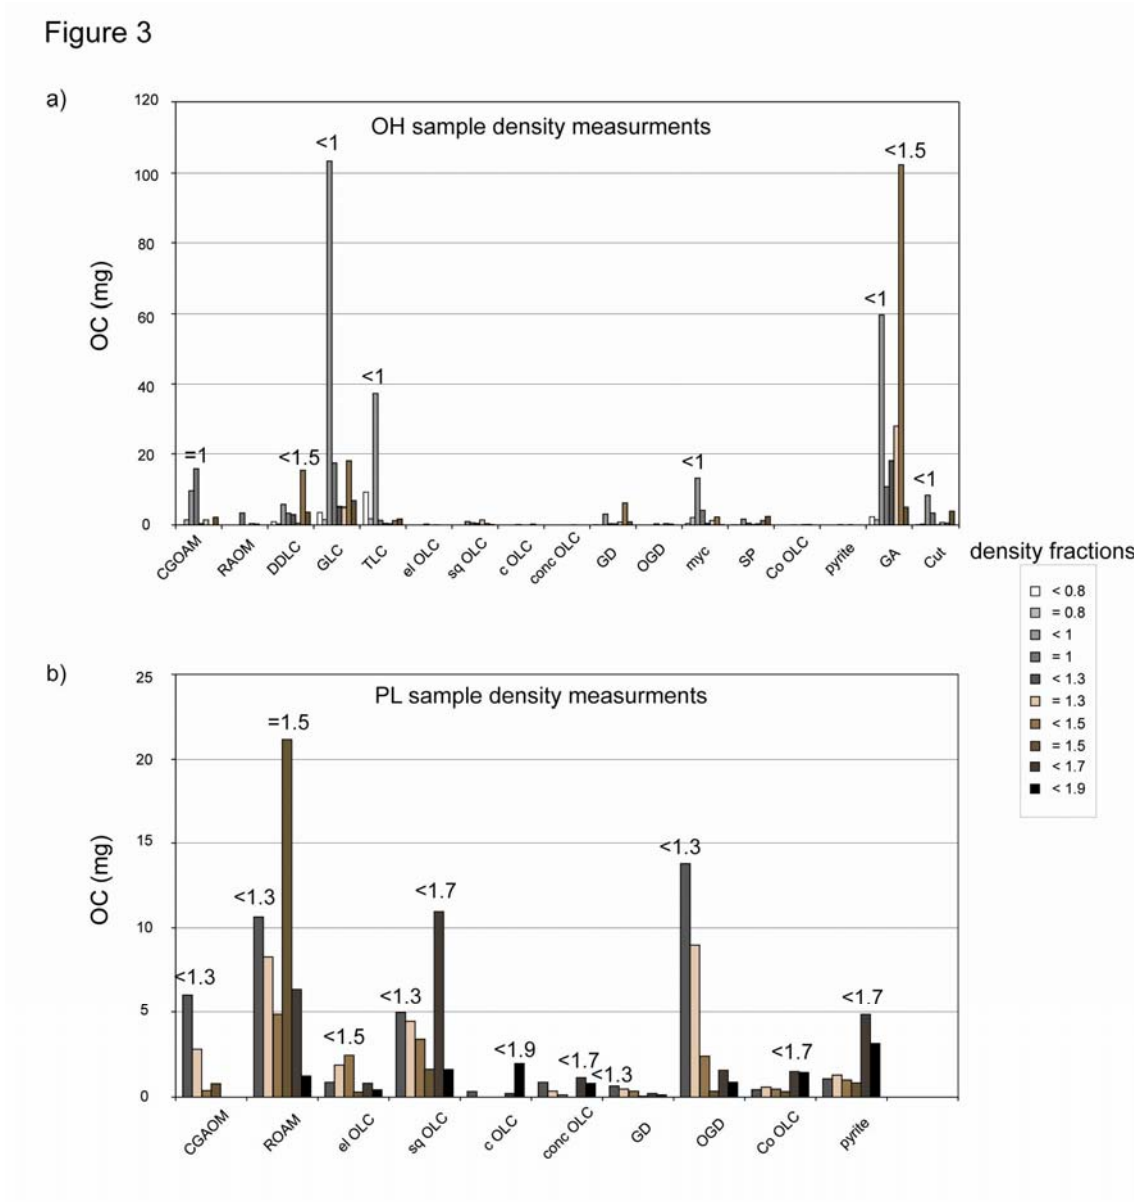 Figure 3
a)
OH sample density measurments
OC (mg)
120
100
80
60
40
20
0
=1
<1.5
<1
<1
<1
<1
<1.5
<1
CGOAM
RAOM
DDLC
GLC
TLC
el OLC
sq OLC
c OLC
conc OLC
GD
OGD
myc
SP
Co OLC
pyrite
GA
Cut
density fractions
< 0.8
= 0.8
< 1
= 1
< 1.3
= 1.3
< 1.5
= 1.5
< 1.7
< 1.9
b)
PL sample density measurments
OC (mg)
25
20
15
10
5
0
<1.3
<1.3
=1.5
<1.5
<1.3
<1.7
<1.9
<1.7
<1.3
<1.3
<1.7
<1.7
CGAOM
ROAM
el OLC
sq OLC
c OLC
conc OLC
GD
OGD
Co OLC
pyrite